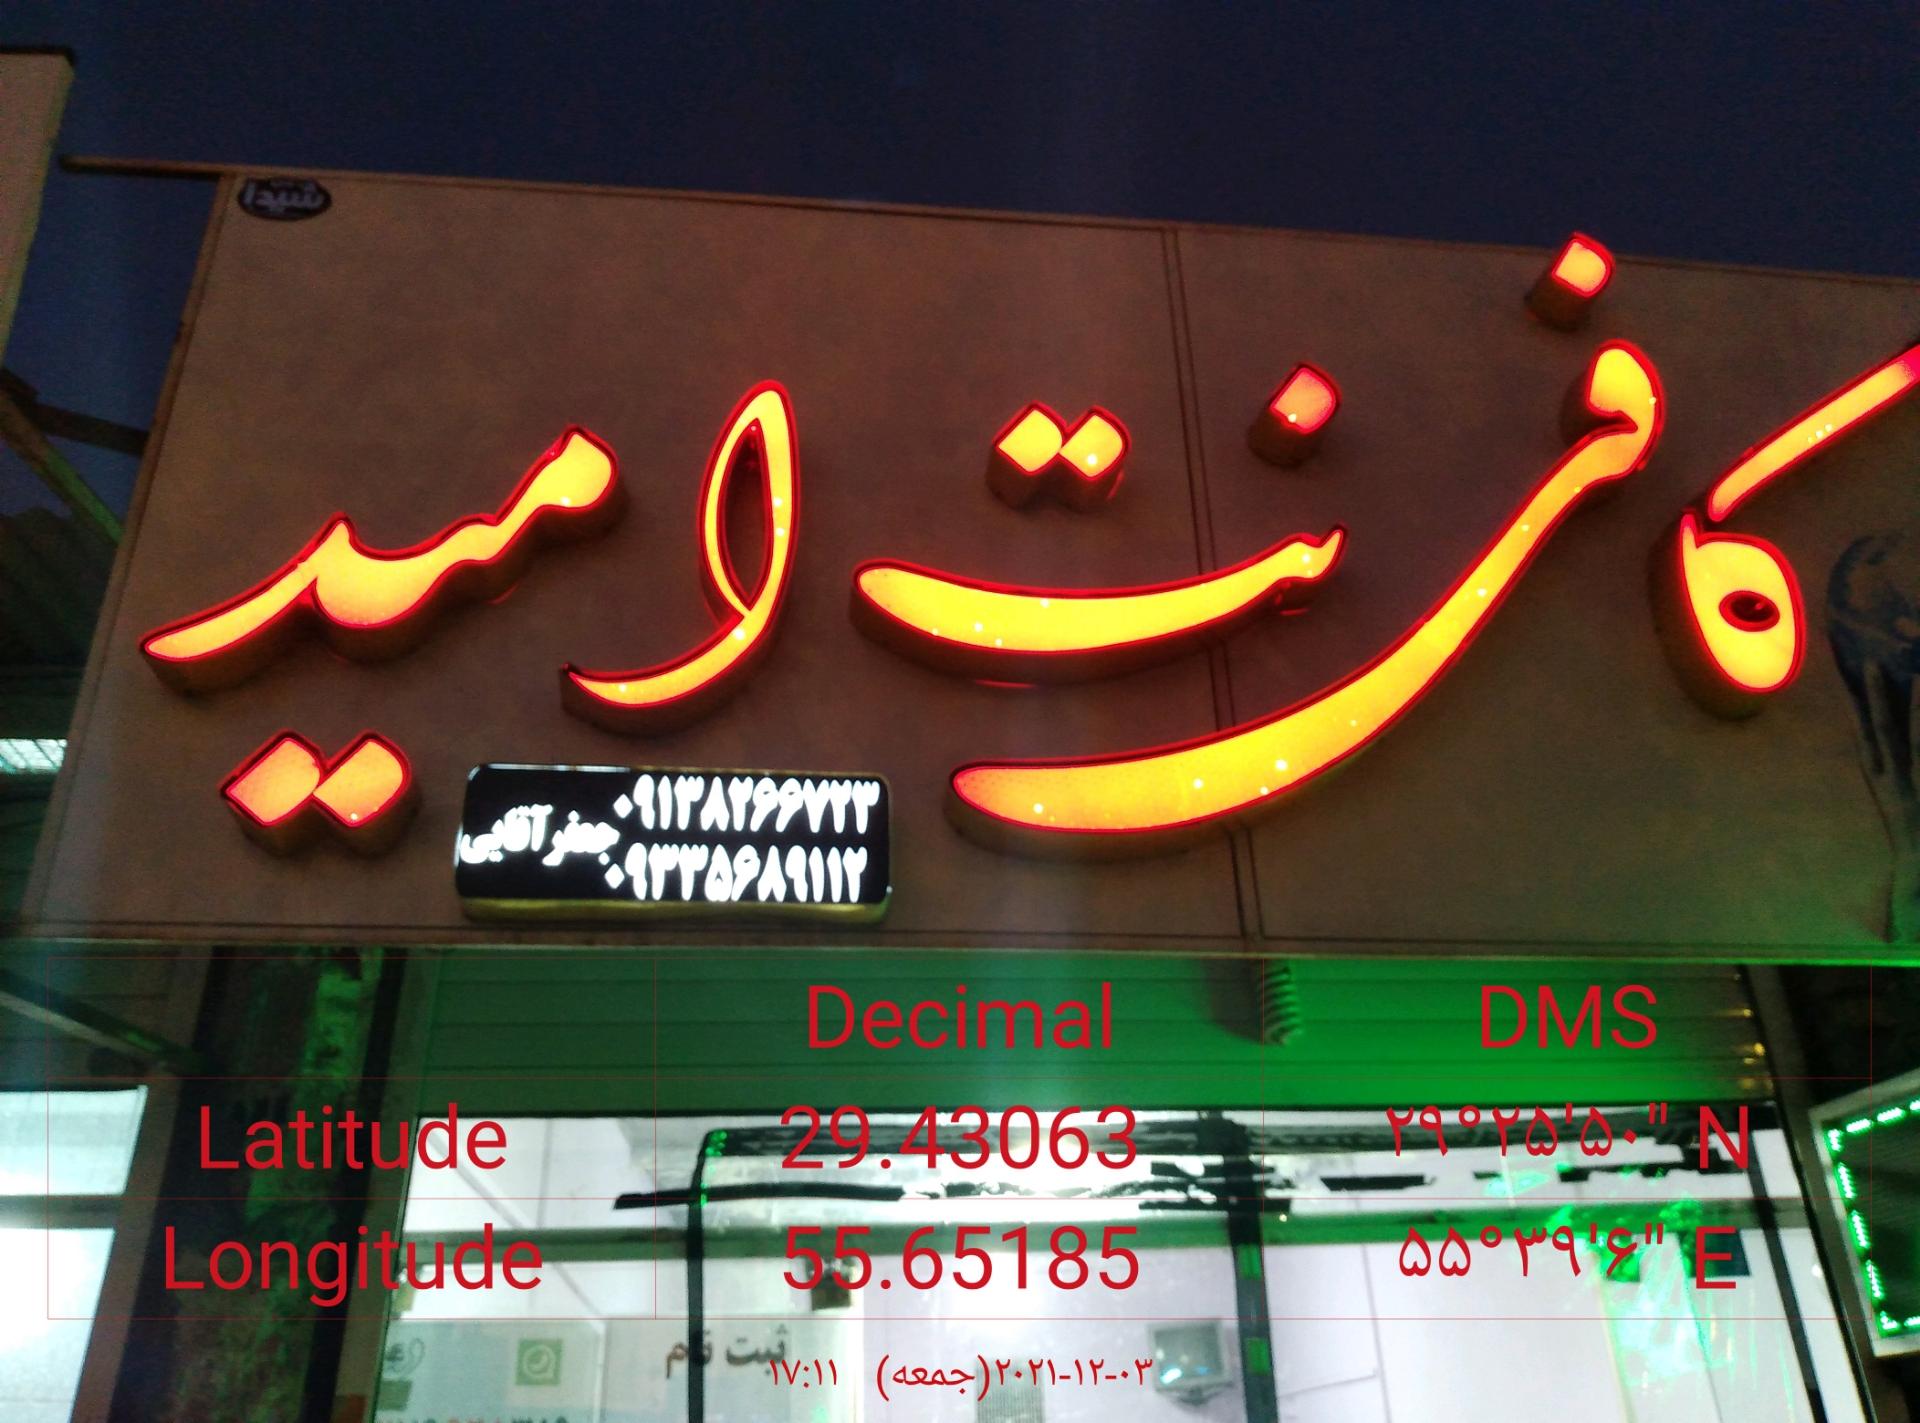 شیدا
کافی نت امید
۰۹۱۳۸۲۶۶۷۲۳
جعفر آقایی
۰۹۳۳۵۶۸۹۱۱۲
Decimal DMS
Latitude 29.43063 ۲۹°۲۵'۵۰" N
Longitude 55.65185 ۵۵°۳۹'۶" E
ثبت نام
۲۰۲۱-۱۲-۰۳(جمعه) ۱۷:۱۱